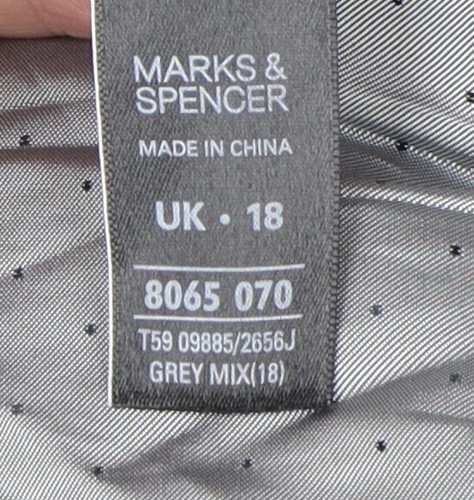 MARKS &
SPENCER
MADE IN CHINA
UK • 18
8065 070
T59 09885/2656J
GREY MIX(18)